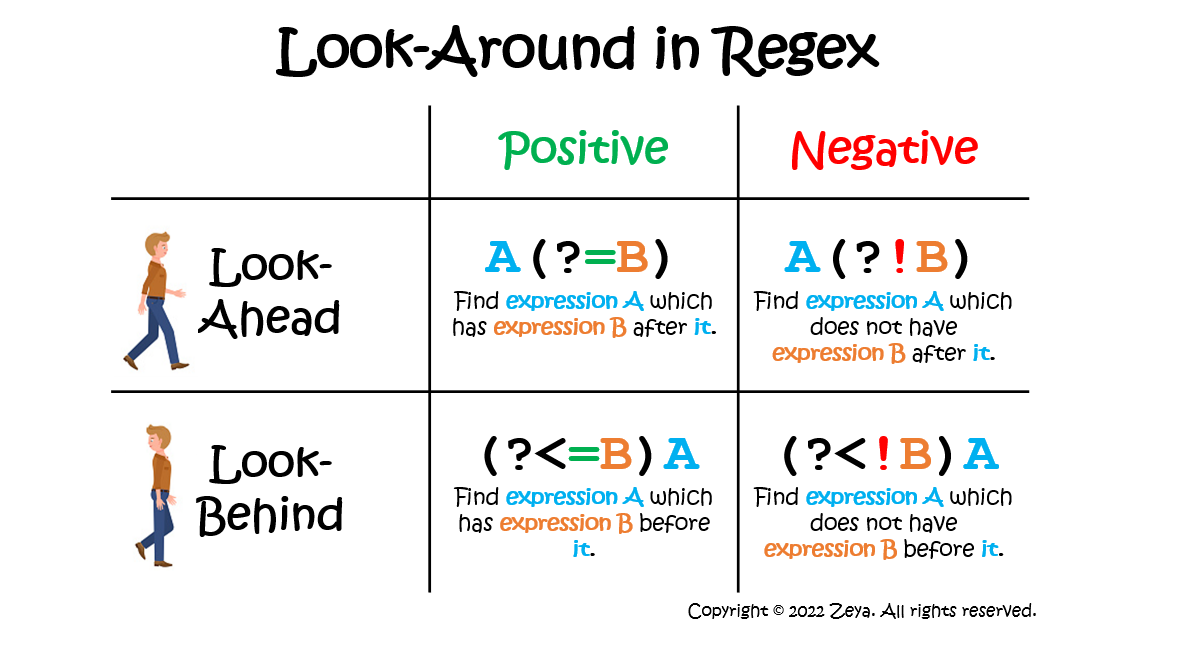 Look-Around in Regex
Positive
Negative
Look-
Ahead
A(?=B)
Find expression A which
has expression B after it.
A(?!B)
Find expression A which
does not have
expression B after it.
Look-
Behind
(?<=B)A
Find expression A which
has expression B before
it.
(?<!B)A
Find expression A which
does not have
expression B before it.
Copyright © 2022 Zeya. All rights reserved.